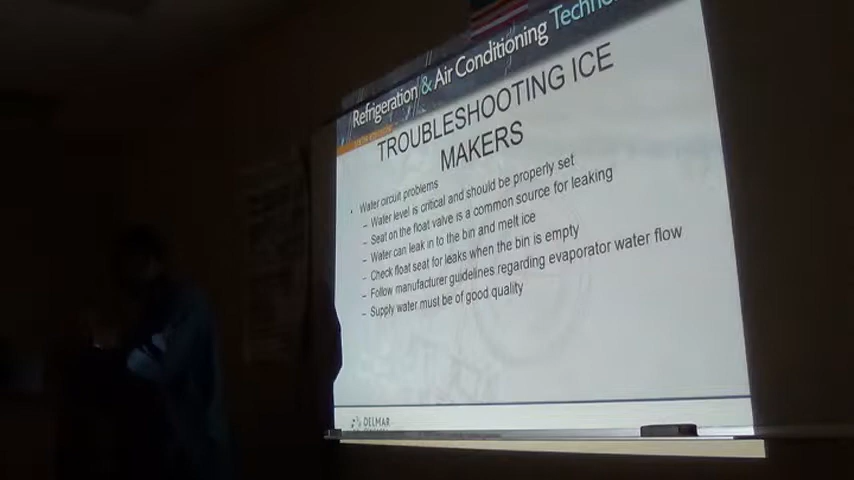 Refrigeration & Air Conditioning
TROUBLESHOOTING ICE
MAKERS
• Water circuit problems
– Water level is critical and should be properly set
– Seat on the float valve is a common source for leaking
– Water can leak in to the bin and melt ice
– Check float seat for leaks when the bin is empty
– Follow manufacturer guidelines regarding evaporator water flow
– Supply water must be of good quality
DELMAR